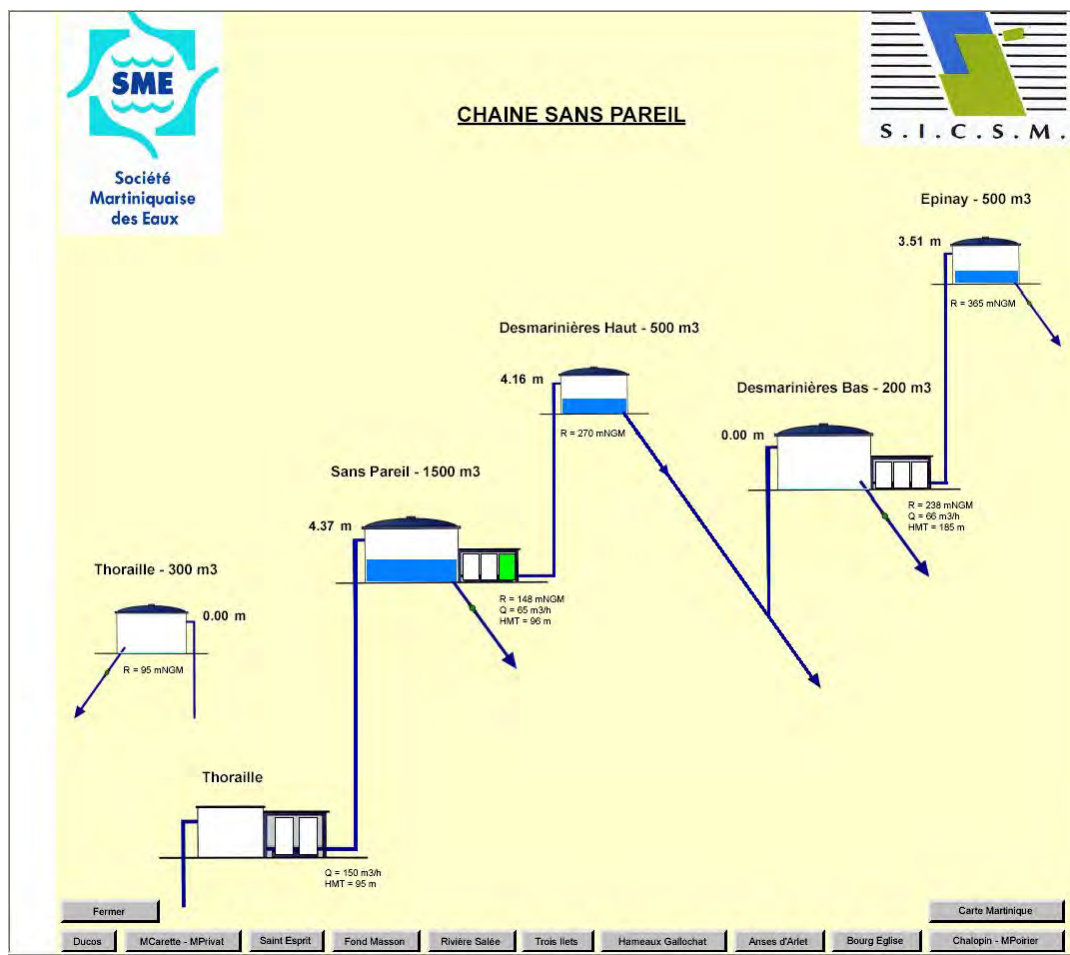 SME
Société
Martiniquaise
des Eaux
CHAINE SANS PAREIL
S. I. C. S. M.
Epinay - 500 m3
3.51 m
R = 365 mNGM
Desmarinières Haut - 500 m3
4.16 m
R = 270 mNGM
Desmarinières Bas - 200 m3
0.00 m
R = 238 mNGM
Q = 66 m3/h
HMT = 185 m
Sans Pareil - 1500 m3
4.37 m
R = 148 mNGM
Q = 65 m3/h
HMT = 96 m
Thoraille - 300 m3
0.00 m
R = 95 mNGM
Thoraille
Q = 150 m3/h
HMT = 95 m
Fermer
Carte Martinique
Ducos
MCarette - MPrivat
Saint Esprit
Fond Masson
Rivière Salée
Trois Ilets
Hameaux Gallochat
Anses d'Arlet
Bourg Eglise
Chalopin - MPoirier